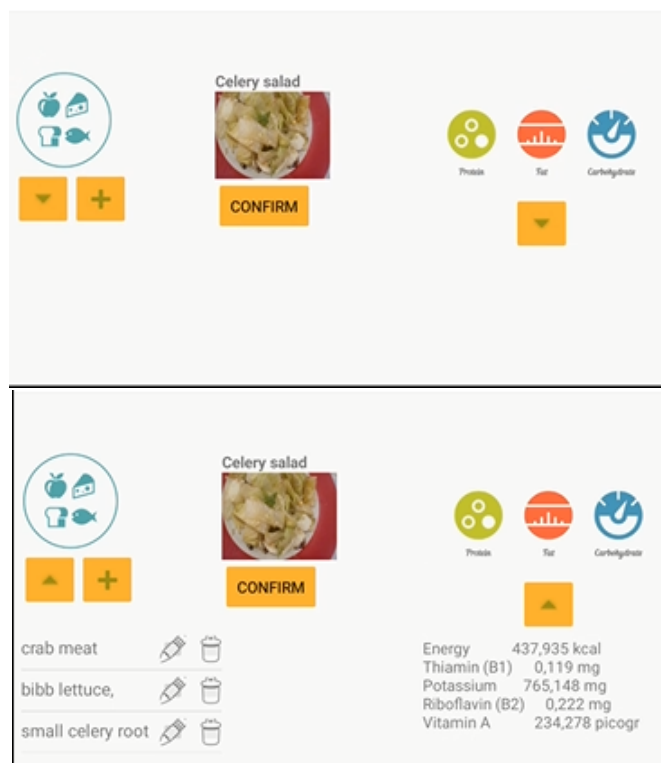 Celery salad
CONFIRM
Protein
Fat
Carbohydrate
Celery salad
CONFIRM
Protein
Fat
Carbohydrate
crab meat
bibb lettuce,
small celery root
Energy 437,935 kcal
Thiamin (B1) 0,119 mg
Potassium 765,148 mg
Riboflavin (B2) 0,222 mg
Vitamin A 234,278 picogr